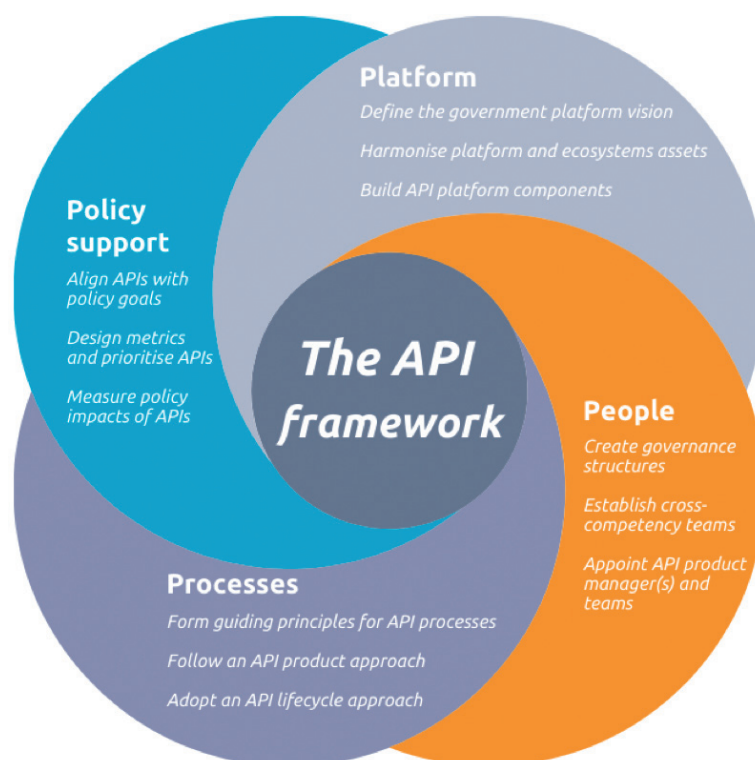 Platform
Define the government platform vision
Harmonise platform and ecosystems assets
Build API platform components
Policy
support
Align APIs with
policy goals
Design metrics
and prioritise APIs
Measure policy
impacts of APIs
The API
framework
People
Create governance
structures
Establish cross-
competency teams
Appoint API product
manager(s) and
teams
Processes
Form guiding principles for API processes
Follow an API product approach
Adopt an API lifecycle approach